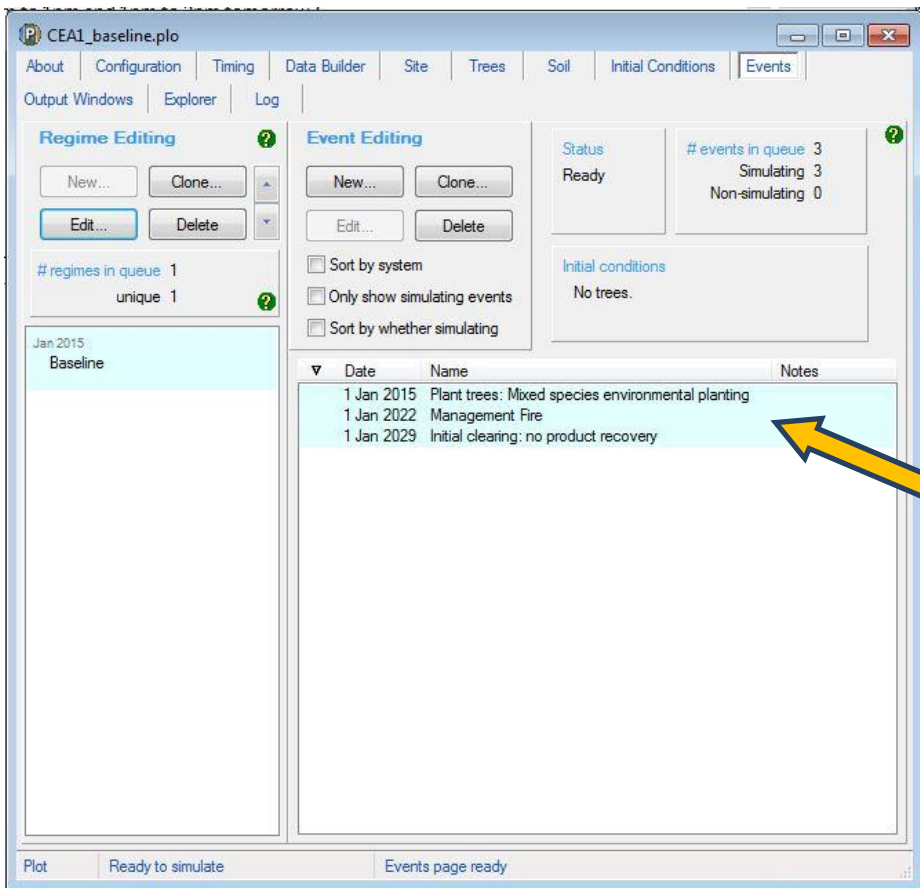 CEA1_baseline.plo
About Configuration Timing Data Builder Site Trees Soil Initial Conditions Events
Output Windows Explorer Log
Regime Editing
New... Clone...
Edit... Delete
# regimes in queue 1
unique 1
Jan 2015
Baseline
Event Editing
New... Clone...
Edit... Delete
Sort by system
Only show simulating events
Sort by whether simulating
Status
Ready
# events in queue 3
Simulating 3
Non-simulating 0
Initial conditions
No trees.
Date Name Notes
1 Jan 2015 Plant trees: Mixed species environmental planting
1 Jan 2022 Management Fire
1 Jan 2029 Initial clearing: no product recovery
Plot Ready to simulate Events page ready